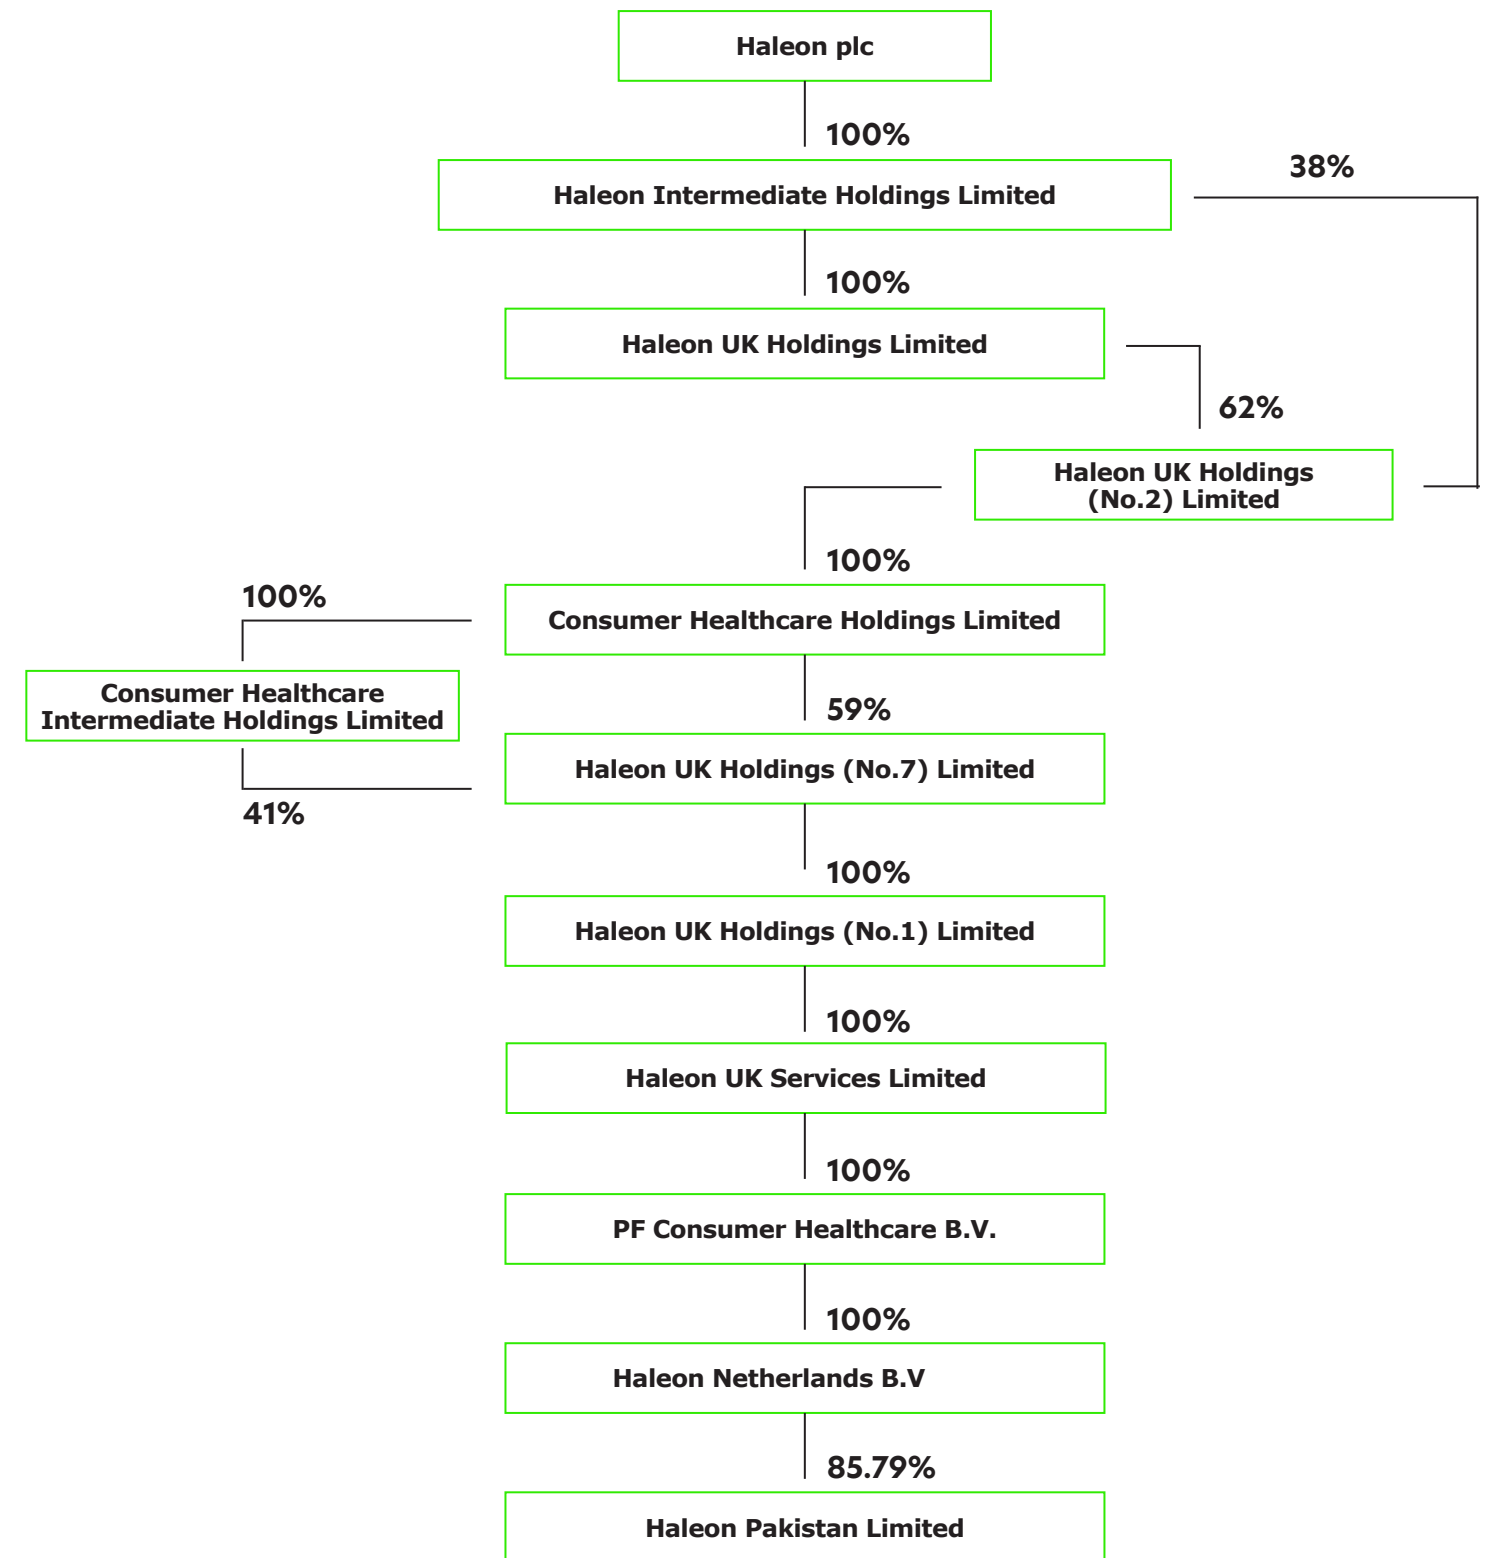 Haleon plc
100%
38%
Haleon Intermediate Holdings Limited
100%
Haleon UK Holdings Limited
62%
Haleon UK Holdings
(No.2) Limited
100%
100%
Consumer Healthcare Holdings Limited
Consumer Healthcare
Intermediate Holdings Limited
59%
Haleon UK Holdings (No.7) Limited
41%
100%
Haleon UK Holdings (No.1) Limited
100%
Haleon UK Services Limited
100%
PF Consumer Healthcare B.V.
100%
Haleon Netherlands B.V
85.79%
Haleon Pakistan Limited